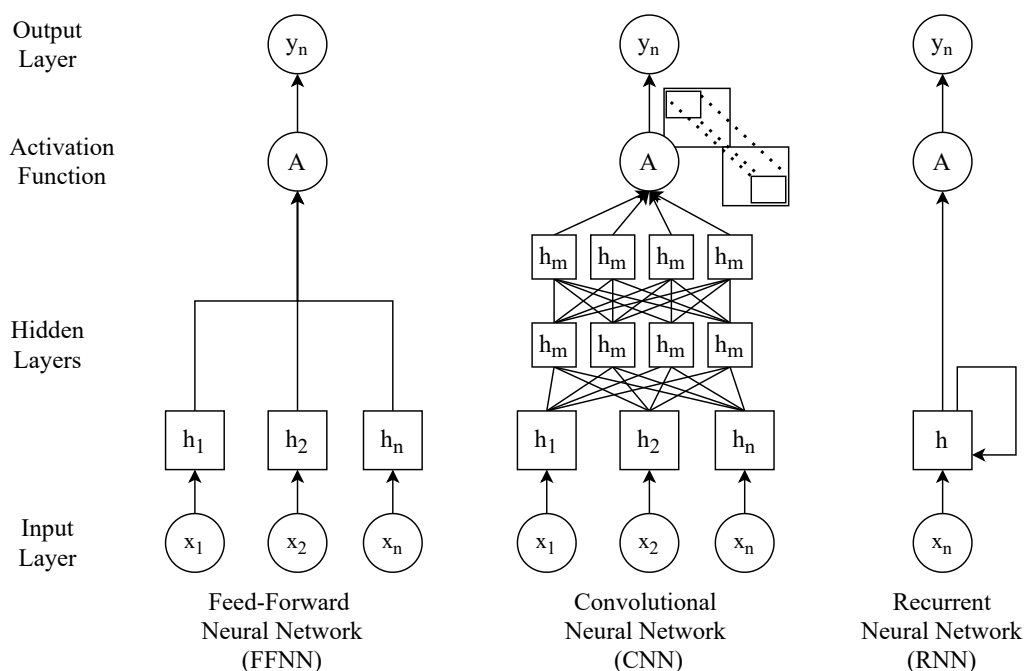 Output
Layer
yₙ
yₙ
yₙ
Activation
Function
A
A
A
hₘ hₘ hₘ hₘ
Hidden
Layers
hₘ hₘ hₘ hₘ
h₁ h₂ hₙ
h₁ h₂ hₙ
h
Input
Layer
x₁ x₂ xₙ
x₁ x₂ xₙ
xₙ
Feed-Forward
Neural Network
(FFNN)
Convolutional
Neural Network
(CNN)
Recurrent
Neural Network
(RNN)